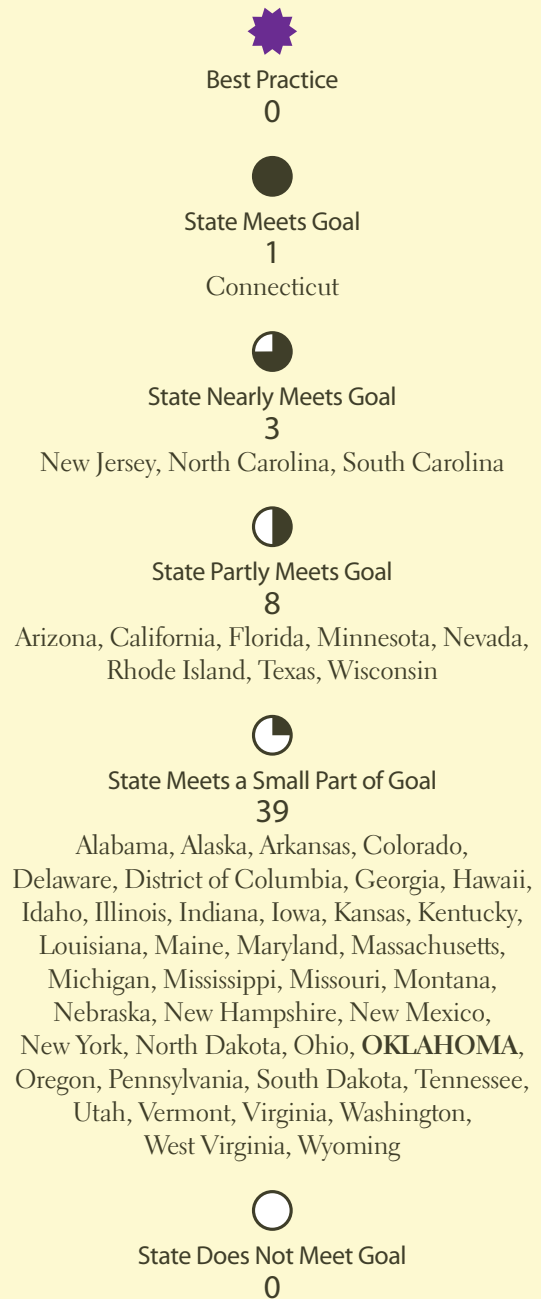 Best Practice
0
State Meets Goal
1
Connecticut
State Nearly Meets Goal
3
New Jersey, North Carolina, South Carolina
State Partly Meets Goal
8
Arizona, California, Florida, Minnesota, Nevada,
Rhode Island, Texas, Wisconsin
State Meets a Small Part of Goal
39
Alabama, Alaska, Arkansas, Colorado,
Delaware, District of Columbia, Georgia, Hawaii,
Idaho, Illinois, Indiana, Iowa, Kansas, Kentucky,
Louisiana, Maine, Maryland, Massachusetts,
Michigan, Mississippi, Missouri, Montana,
Nebraska, New Hampshire, New Mexico,
New York, North Dakota, Ohio, OKLAHOMA,
Oregon, Pennsylvania, South Dakota, Tennessee,
Utah, Vermont, Virginia, Washington,
West Virginia, Wyoming
State Does Not Meet Goal
0